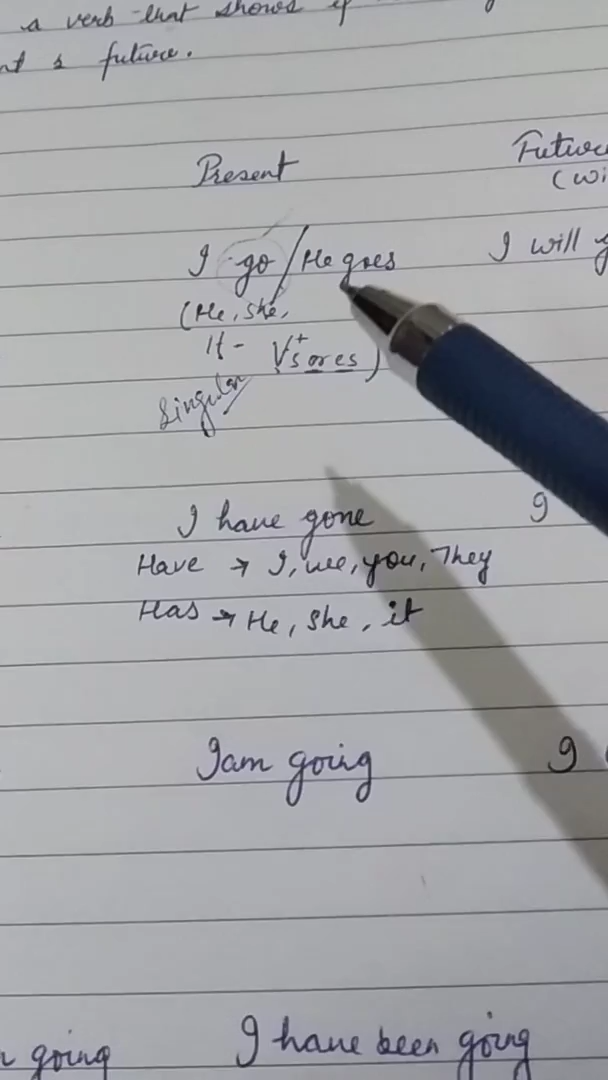 a verb that shows
future.
Present Future
(wi
I go / He goes I will g
(He, she,
It - V+s or es)
Singular
I have gone I
Have → I, we, you, They
Has → He, she, it
I am going I
going I have been going